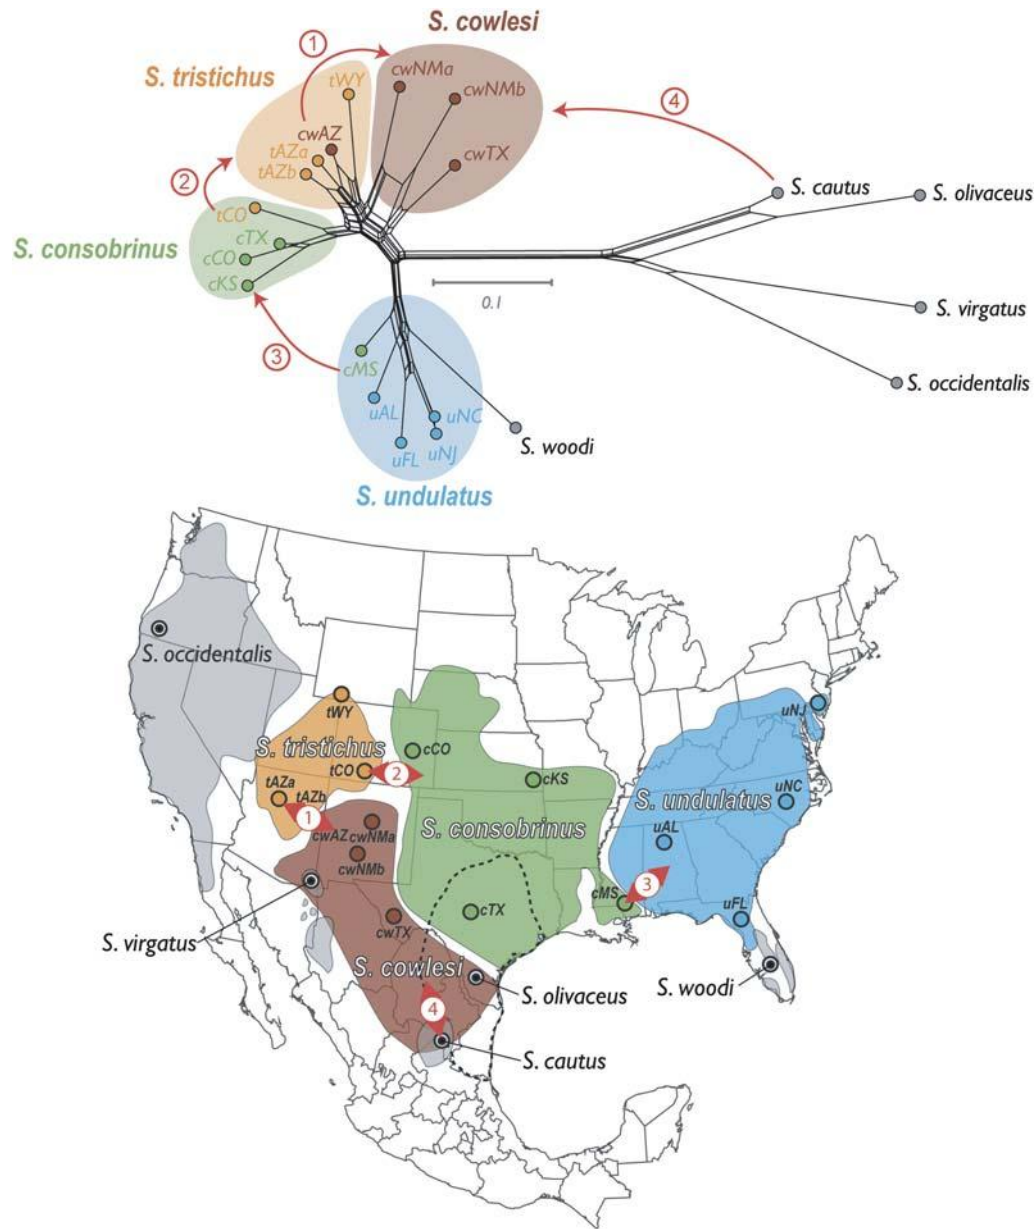 S. cowlesi
1
S. tristichus
tWY
cwNMa
cwNMb
4
cwAZ
tAZa
tAZb
cwTX
2
S. cautus
S. olivaceus
tCO
S. consobrinus
cTX
cCO
cKS
0.1
S. virgatus
3
cMS
S. occidentalis
uAL
uNC
uFL
uNJ
S. woodi
S. undulatus
S. occidentalis
tWY
uNJ
S. tristichus
cCO
tCO
2
cKS
tAZa
tAZb
S. undulatus
uNC
1
S. consobrinus
cwAZ
cwNMa
uAL
cwNMb
3
cMS
cTX
uFL
S. virgatus
cwTX
S. cowlesi
S. olivaceus
S. woodi
4
S. cautus